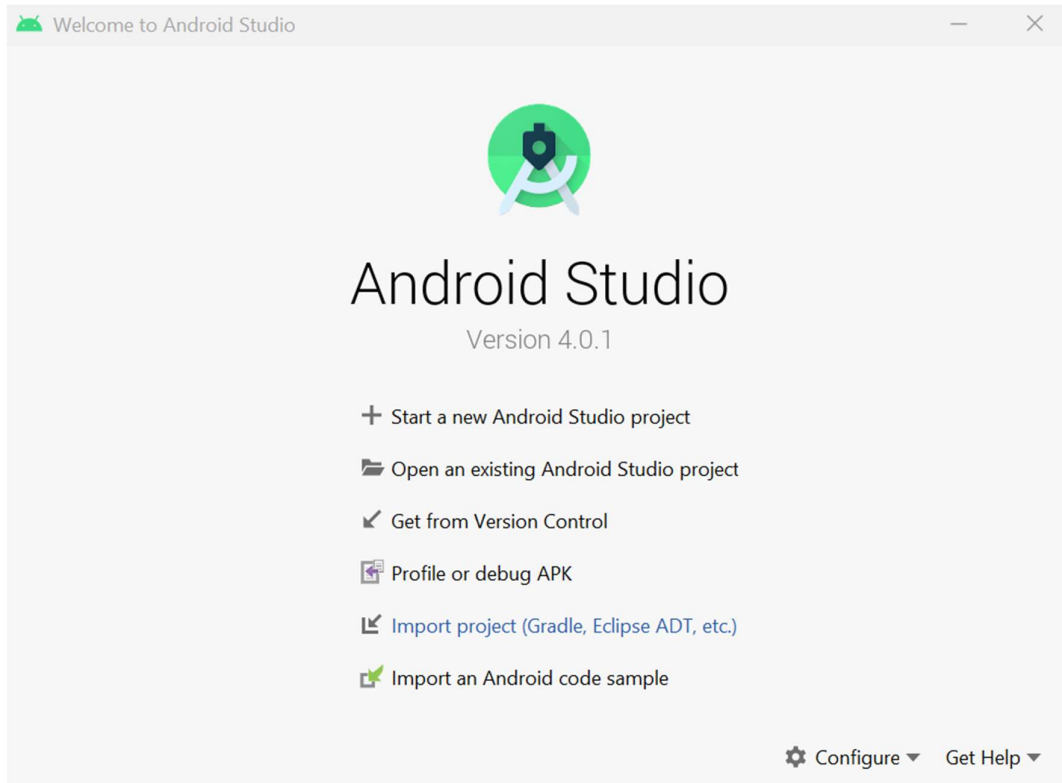 Welcome to Android Studio
Android Studio
Version 4.0.1
Start a new Android Studio project
Open an existing Android Studio project
Get from Version Control
Profile or debug APK
Import project (Gradle, Eclipse ADT, etc.)
Import an Android code sample
Configure Get Help